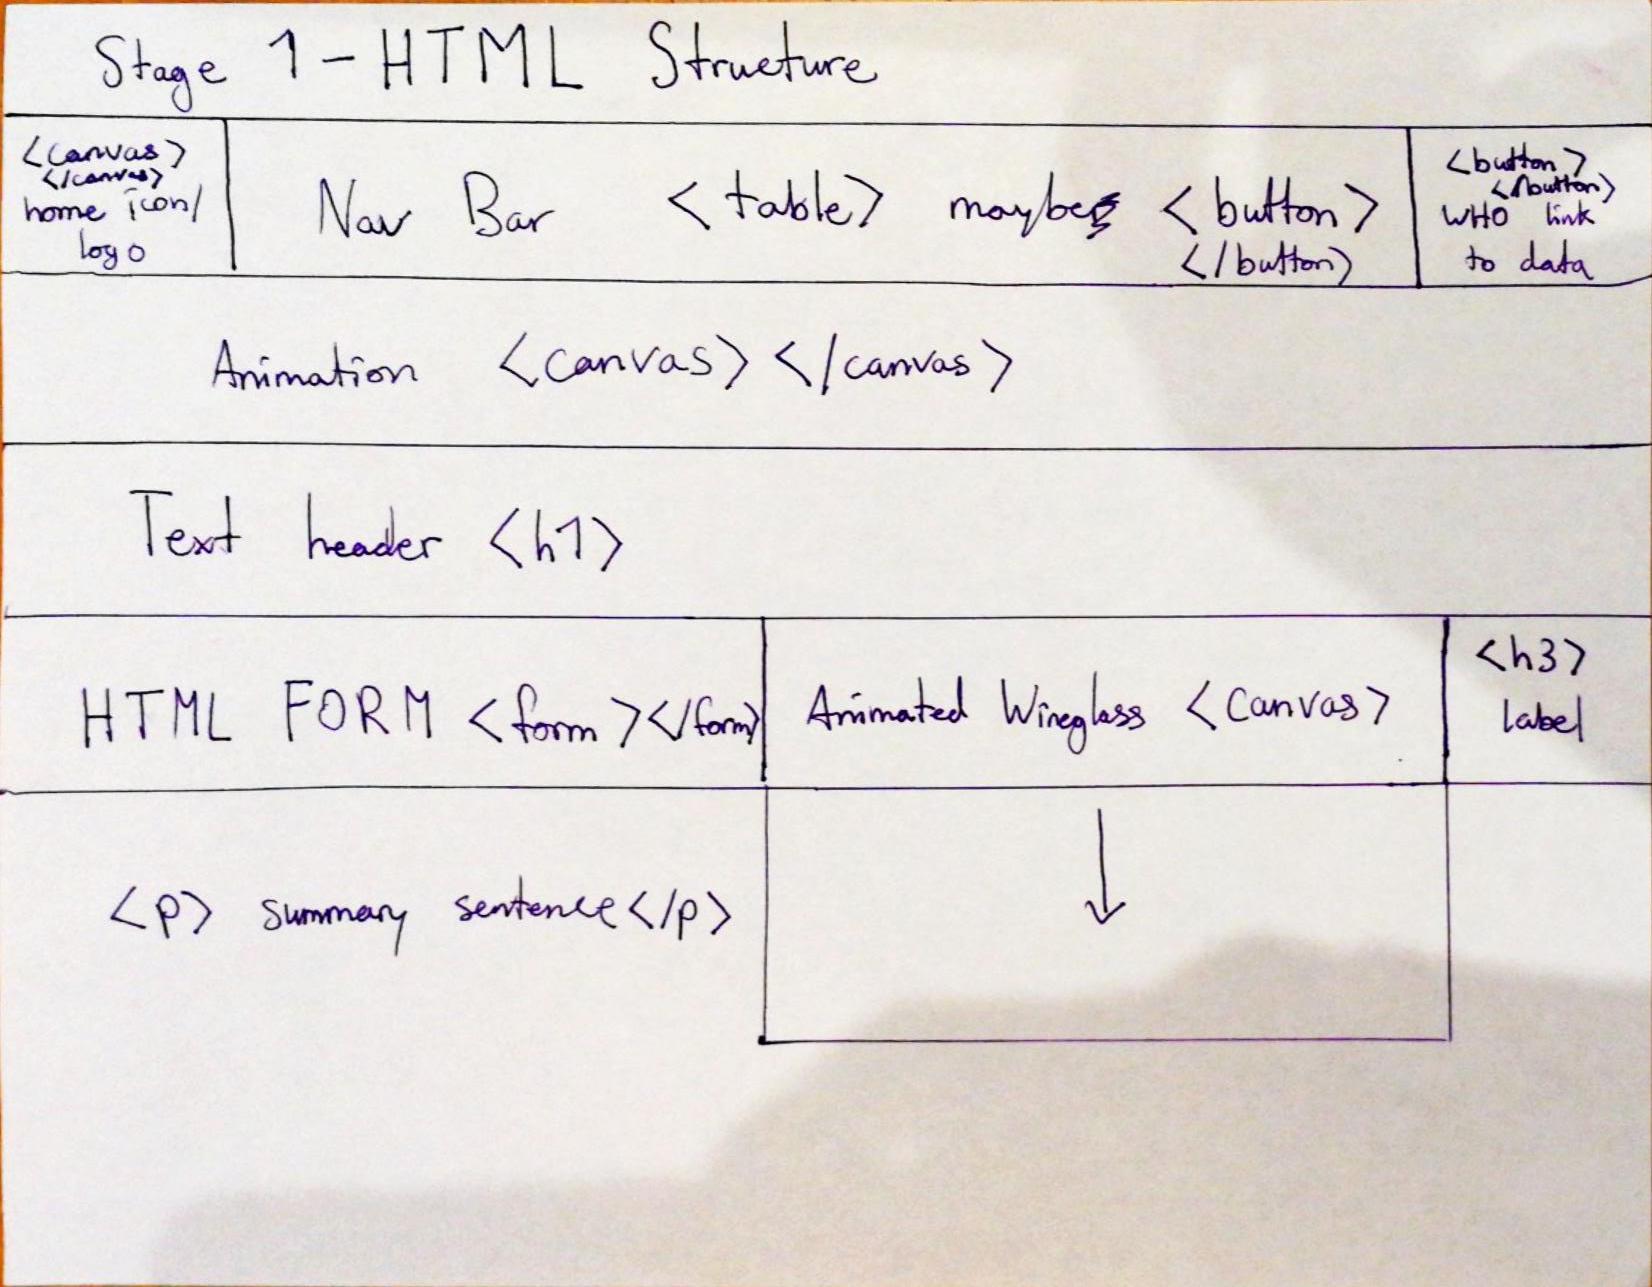 Stage 1 - HTML Structure
<canvas>
</canvas>
home icon/
logo
Nav Bar <table> maybe <button>
</button>
<button>
</button>
WHO link
to data
Animation <canvas></canvas>
Text header <h1>
HTML FORM <form></form>
Animated Wineglass <Canvas>
<h3>
label
<p> summary sentence</p>